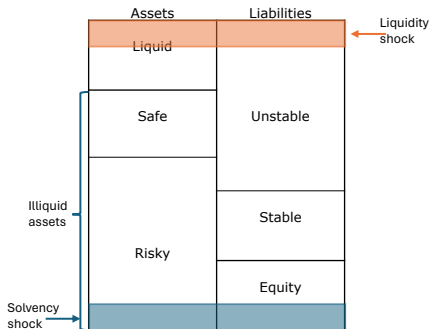 Assets
Liabilities
Liquidity
shock
Liquid
Safe
Unstable
Illiquid
assets
Stable
Risky
Equity
Solvency
shock